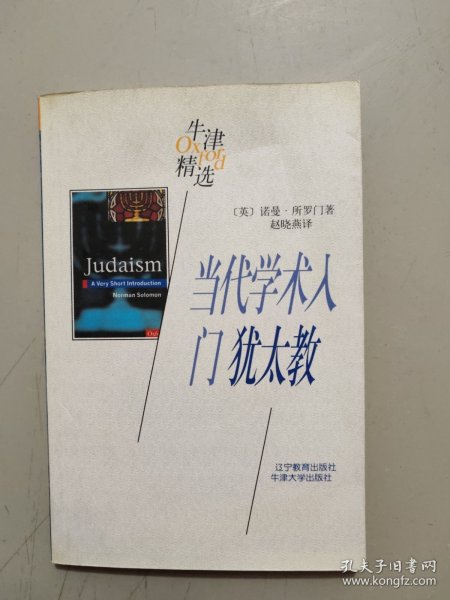 牛津
Oxford
精选
〔英〕诺曼·所罗门著
赵晓燕译
Judaism
A Very Short Introduction
Norman Solomon
当代学术入
门 犹太教
辽宁教育出版社
牛津大学出版社
孔夫子旧书网
www.kongfz.com